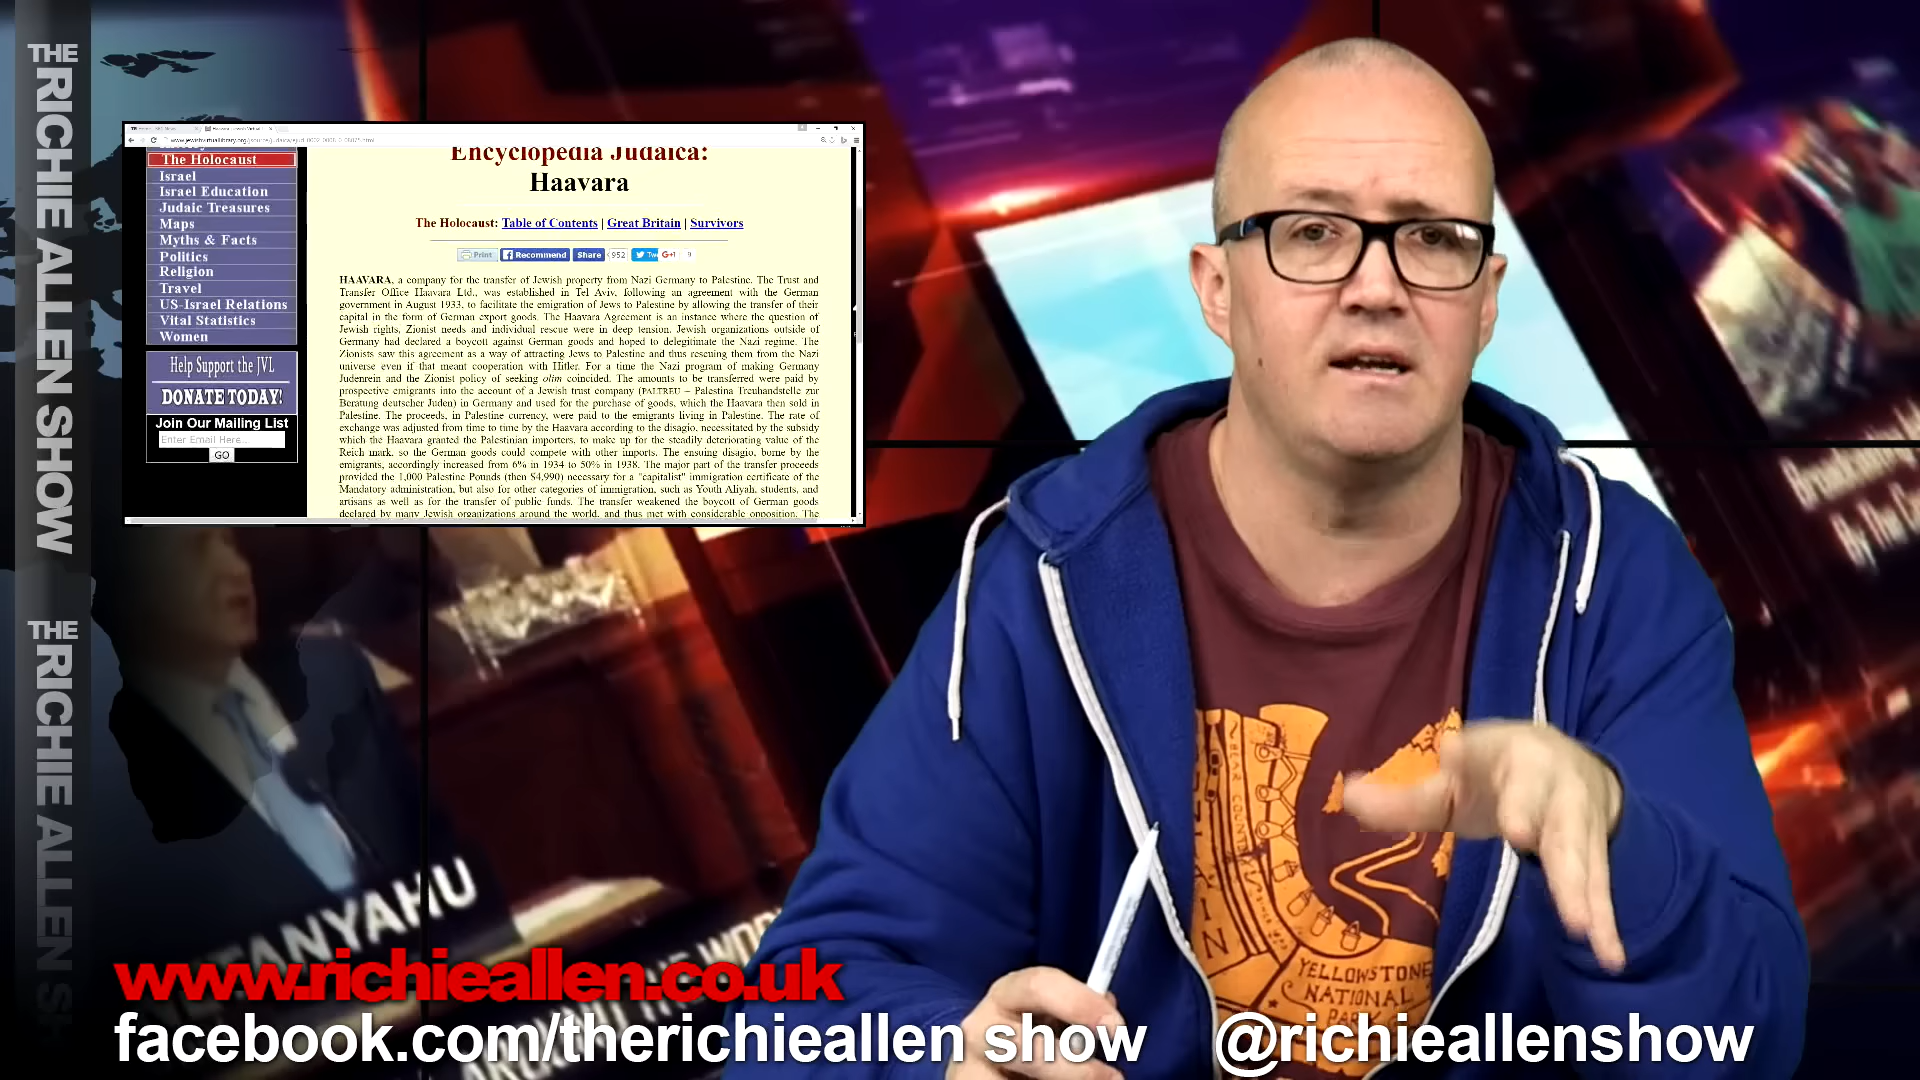 THE RICHIE ALLEN SHOW
THE RICHIE ALLEN
www.jewishvirtuallibrary.org
The Holocaust
Israel
Israel Education
Judaic Treasures
Maps
Myths & Facts
Politics
Religion
Travel
US-Israel Relations
Vital Statistics
Women
Help Support the JVL
DONATE TODAY!
Join Our Mailing List
Enter Email Here...
GO
Encyclopedia Judaica:
Haavara
The Holocaust: Table of Contents | Great Britain | Survivors
Print Recommend Share 952 G+1 9
HAAVARA, a company for the transfer of Jewish property from Nazi Germany to Palestine. The Trust and
Transfer Office Haavara Ltd., was established in Tel Aviv, following an agreement with the German
government in August 1933, to facilitate the emigration of Jews to Palestine by allowing the transfer of their
capital in the form of German export goods. The Haavara Agreement is an instance where the question of
Jewish rights, Zionist needs and individual rescue were in deep tension. Jewish organizations outside of
Germany had declared a boycott against German goods and hoped to delegitimate the Nazi regime. The
Zionists saw this agreement as a way of attracting Jews to Palestine and thus rescuing them from the Nazi
universe even if that meant cooperation with Hitler. For a time the Nazi program of making Germany
Judenrein and the Zionist policy of seeking olim coincided. The amounts to be transferred were paid by
prospective emigrants into the account of a Jewish trust company (PALTREU – Palestina Treuhandstelle zur
Beratung deutscher Juden) in Germany and used for the purchase of goods, which the Haavara then sold in
Palestine. The proceeds, in Palestine currency, were paid to the emigrants living in Palestine. The rate of
exchange was adjusted from time to time by the Haavara according to the disagio, necessitated by the subsidy
which the Haavara granted the Palestinian importers, to make up for the steadily deteriorating value of the
Reich mark, so the German goods could compete with other imports. The ensuing disagio, borne by the
emigrants, accordingly increased from 6% in 1934 to 50% in 1938. The major part of the transfer proceeds
provided the 1,000 Palestine Pounds (then $4,990) necessary for a "capitalist" immigration certificate of the
Mandatory administration, but also for other categories of immigration, such as Youth Aliyah, students, and
artisans as well as for the transfer of public funds. The transfer weakened the boycott of German goods
declared by many Jewish organizations around the world, and thus met with considerable opposition. The
NETANYAHU
AROUND THE WORL
YELLOWSTONE
NATIONAL
PARK
www.richieallen.co.uk
facebook.com/therichieallen show @richieallenshow